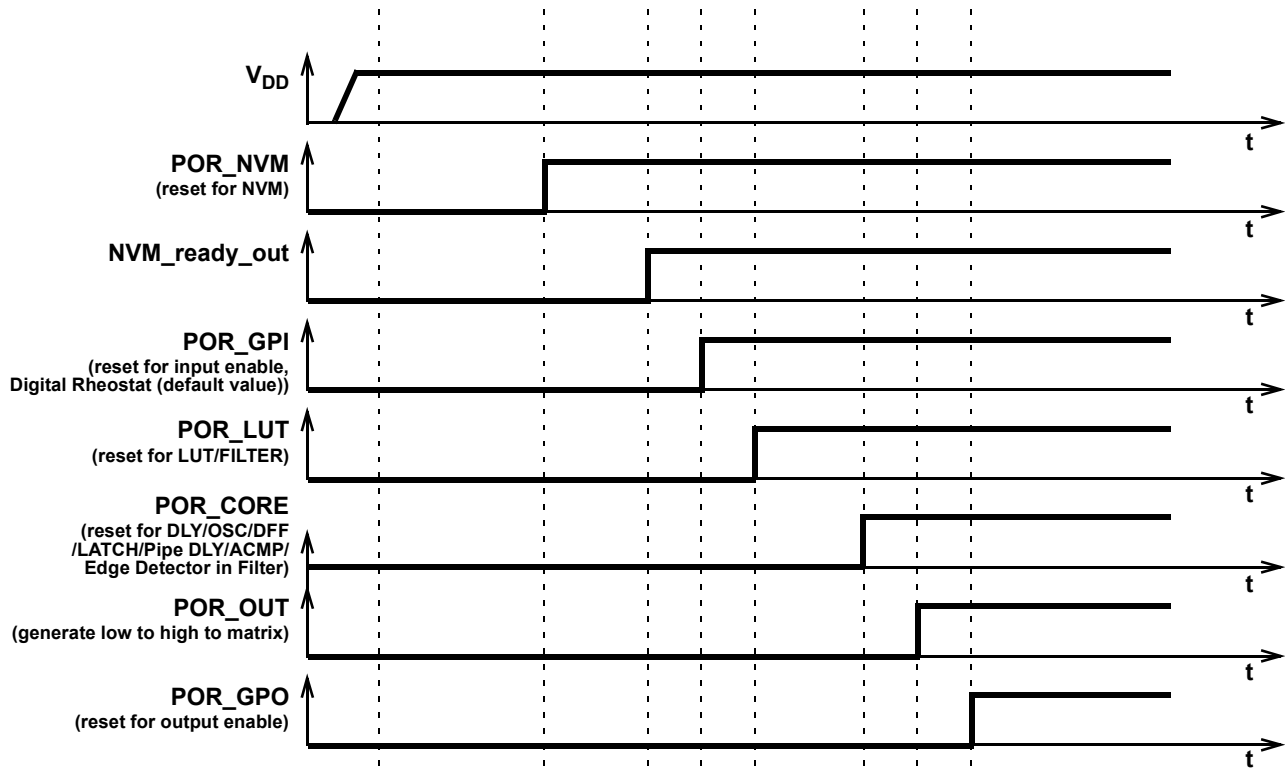 VDD
t
POR_NVM
(reset for NVM)
t
NVM_ready_out
t
POR_GPI
(reset for input enable,
Digital Rheostat (default value))
t
POR_LUT
(reset for LUT/FILTER)
t
POR_CORE
(reset for DLY/OSC/DFF
/LATCH/Pipe DLY/ACMP/
Edge Detector in Filter)
t
POR_OUT
(generate low to high to matrix)
t
POR_GPO
(reset for output enable)
t